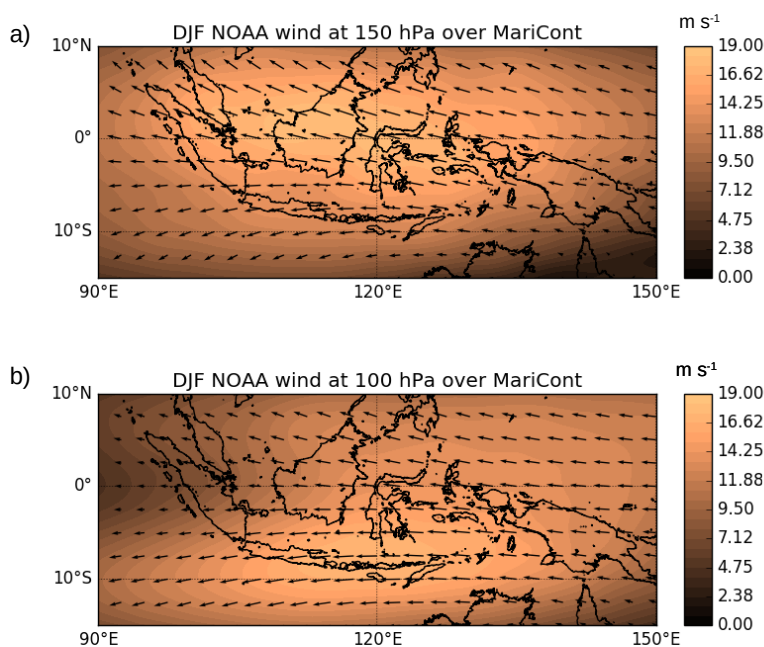 a)
DJF NOAA wind at 150 hPa over MariCont
m s-1
10°N
0°
10°S
90°E
120°E
150°E
19.00
16.62
14.25
11.88
9.50
7.12
4.75
2.38
0.00
b)
DJF NOAA wind at 100 hPa over MariCont
m s-1
10°N
0°
10°S
90°E
120°E
150°E
19.00
16.62
14.25
11.88
9.50
7.12
4.75
2.38
0.00